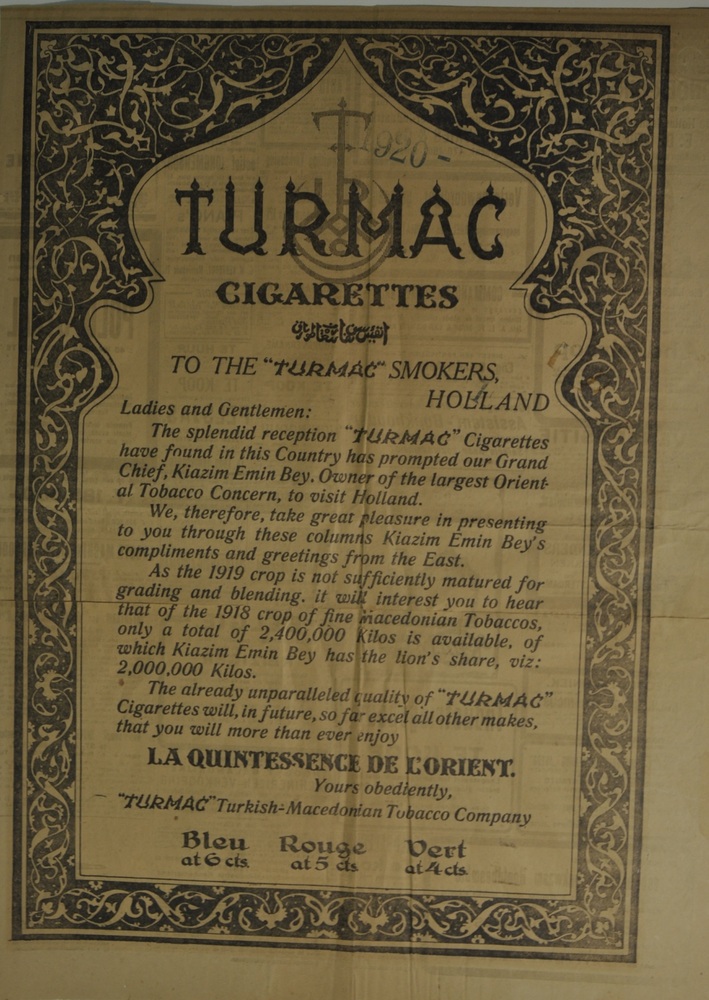 1920 -
TURMAC
CIGARETTES
TO THE "TURMAC" SMOKERS,
HOLLAND
Ladies and Gentlemen:
The splendid reception "TURMAC" Cigarettes
have found in this Country has prompted our Grand
Chief, Kiazim Emin Bey. Owner of the largest Orient-
al Tobacco Concern, to visit Holland.
We, therefore, take great pleasure in presenting
to you through these columns Kiazim Emin Bey's
compliments and greetings from the East.
As the 1919 crop is not sufficiently matured for
grading and blending. it will interest you to hear
that of the 1918 crop of fine Macedonian Tobaccos,
only a total of 2,400,000 Kilos is available, of
which Kiazim Emin Bey has the lion's share, viz:
2,000,000 Kilos.
The already unparalleled quality of "TURMAC"
Cigarettes will, in future, so far excel all other makes,
that you will more than ever enjoy
LA QUINTESSENCE DE L'ORIENT.
Yours obediently,
"TURMAC" Turkish-Macedonian Tobacco Company
Bleu Rouge Vert
at 6 cts. at 5 cts at 4 cts.